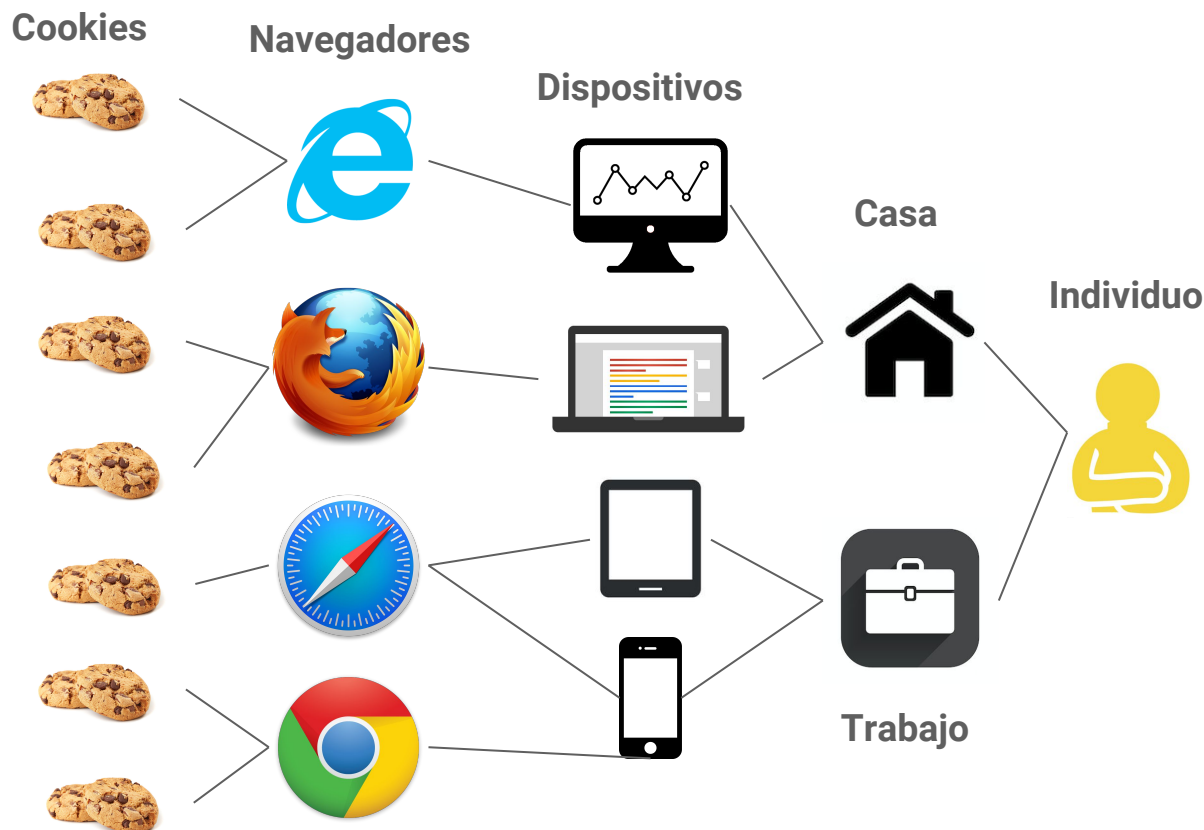 Cookies
Navegadores
Dispositivos
Casa
Individuo
Trabajo